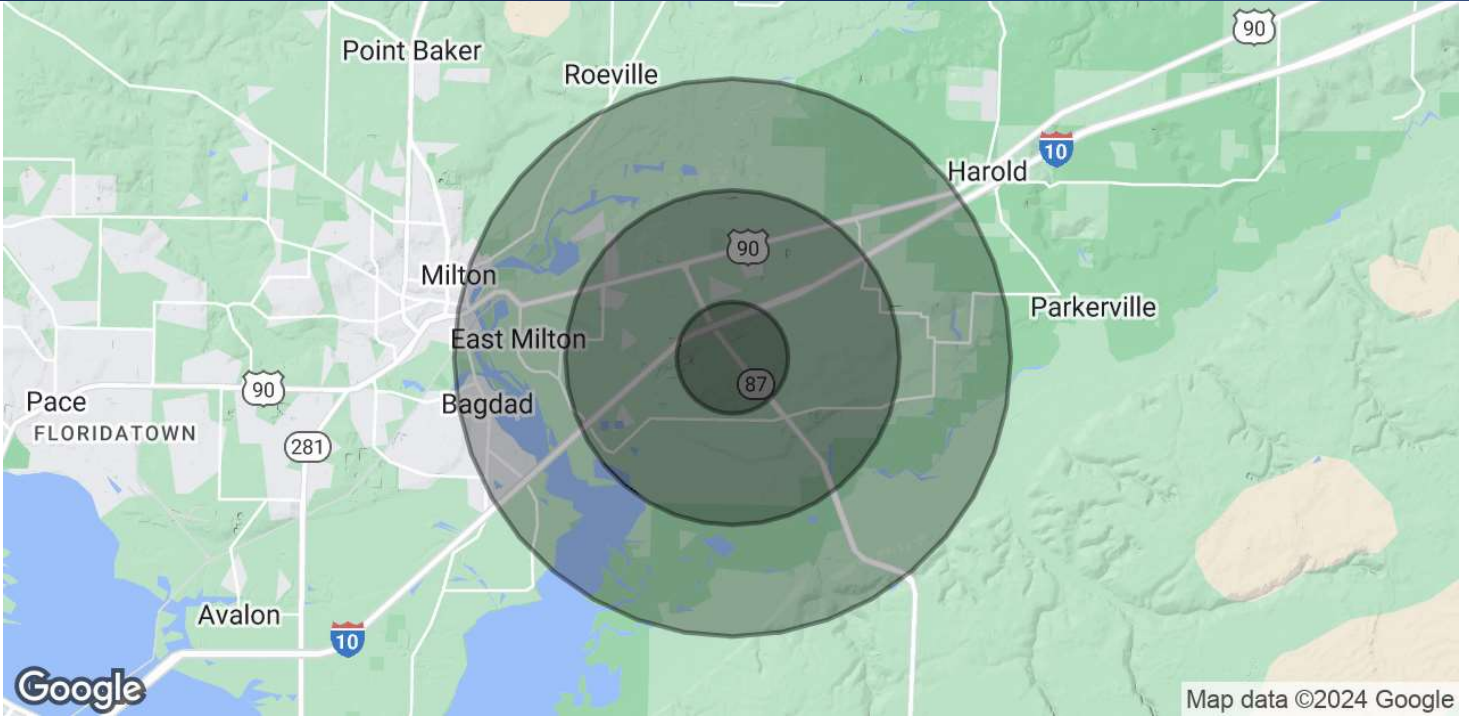 90
Point Baker
Roeville
10
Harold
90
Milton
Parkerville
East Milton
87
90
Pace
Bagdad
FLORIDATOWN
281
Avalon
10
Google
Map data ©2024 Google